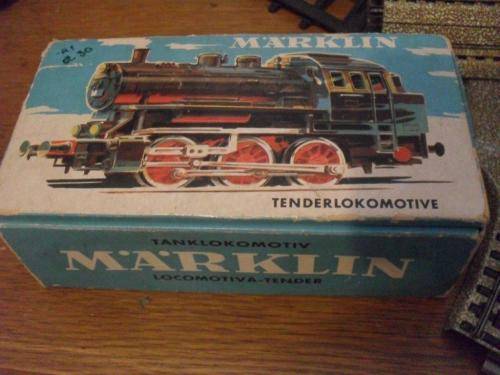 MÄRKLIN
TENDERLOKOMOTIVE
TANKLOKOMOTIV
MÄRKLIN
LOCOMOTIVA-TENDER